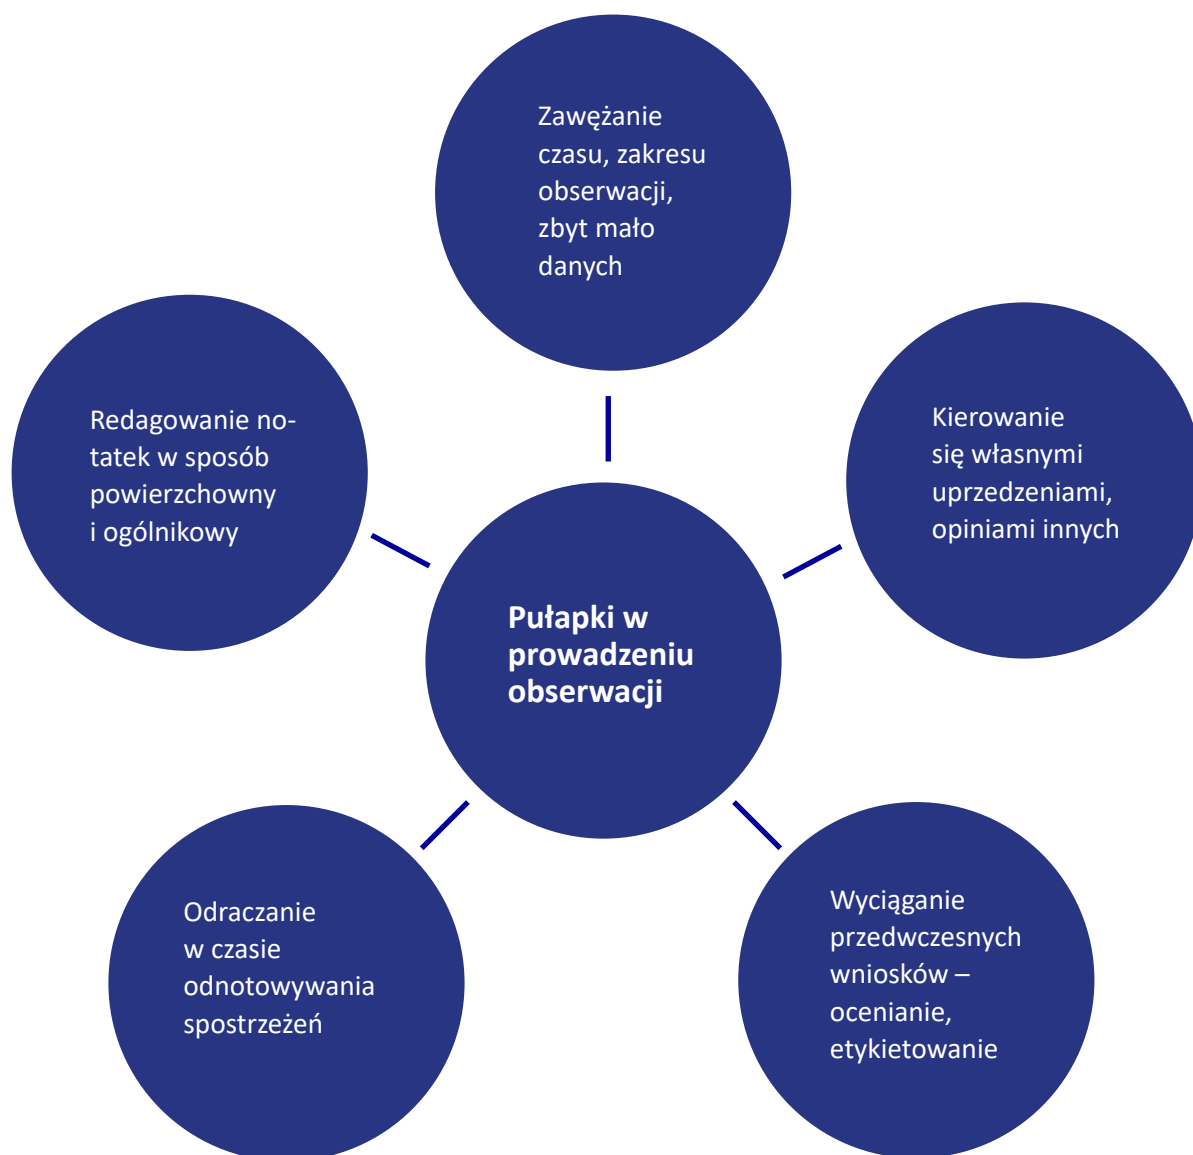 Zawężanie
czasu, zakresu
obserwacji,
zbyt mało
danych
Kierowanie
się własnymi
uprzedzeniami,
opiniami innych
Redagowanie no-
tatek w sposób
powierzchowny
i ogólnikowy
Pułapki w
prowadzeniu
obserwacji
Wyciąganie
przedwczesnych
wniosków –
ocenianie,
etykietowanie
Odraczanie
w czasie
odnotowywania
spostrzeżeń